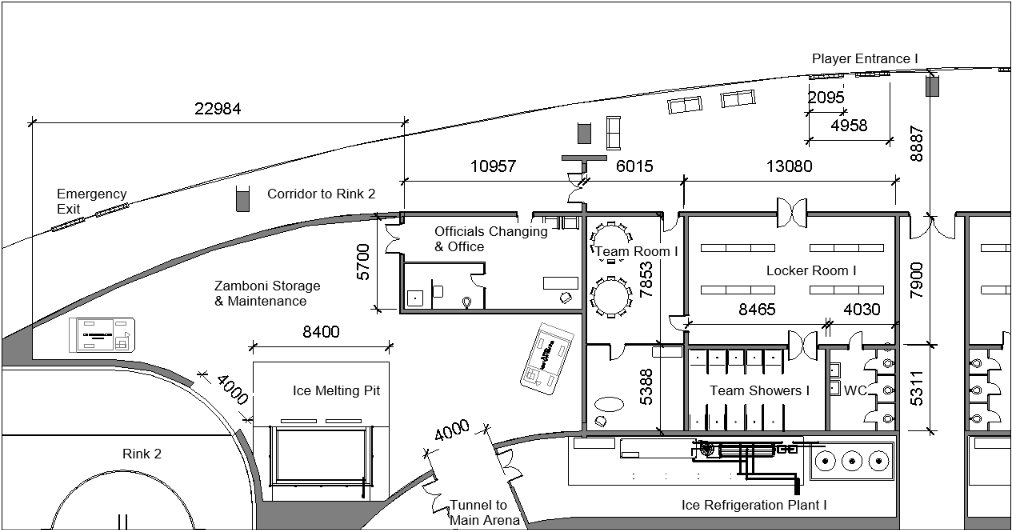 Player Entrance I
2095
4958
22984
8887
10957
6015
13080
Emergency
Exit
Corridor to Rink 2
Officials Changing
& Office
Team Room I
5700
7853
Locker Room I
7900
Zamboni Storage
& Maintenance
8465
4030
8400
4000
Ice Melting Pit
5388
Team Showers I
WC
5311
4000
Rink 2
Tunnel to
Main Arena
Ice Refrigeration Plant I